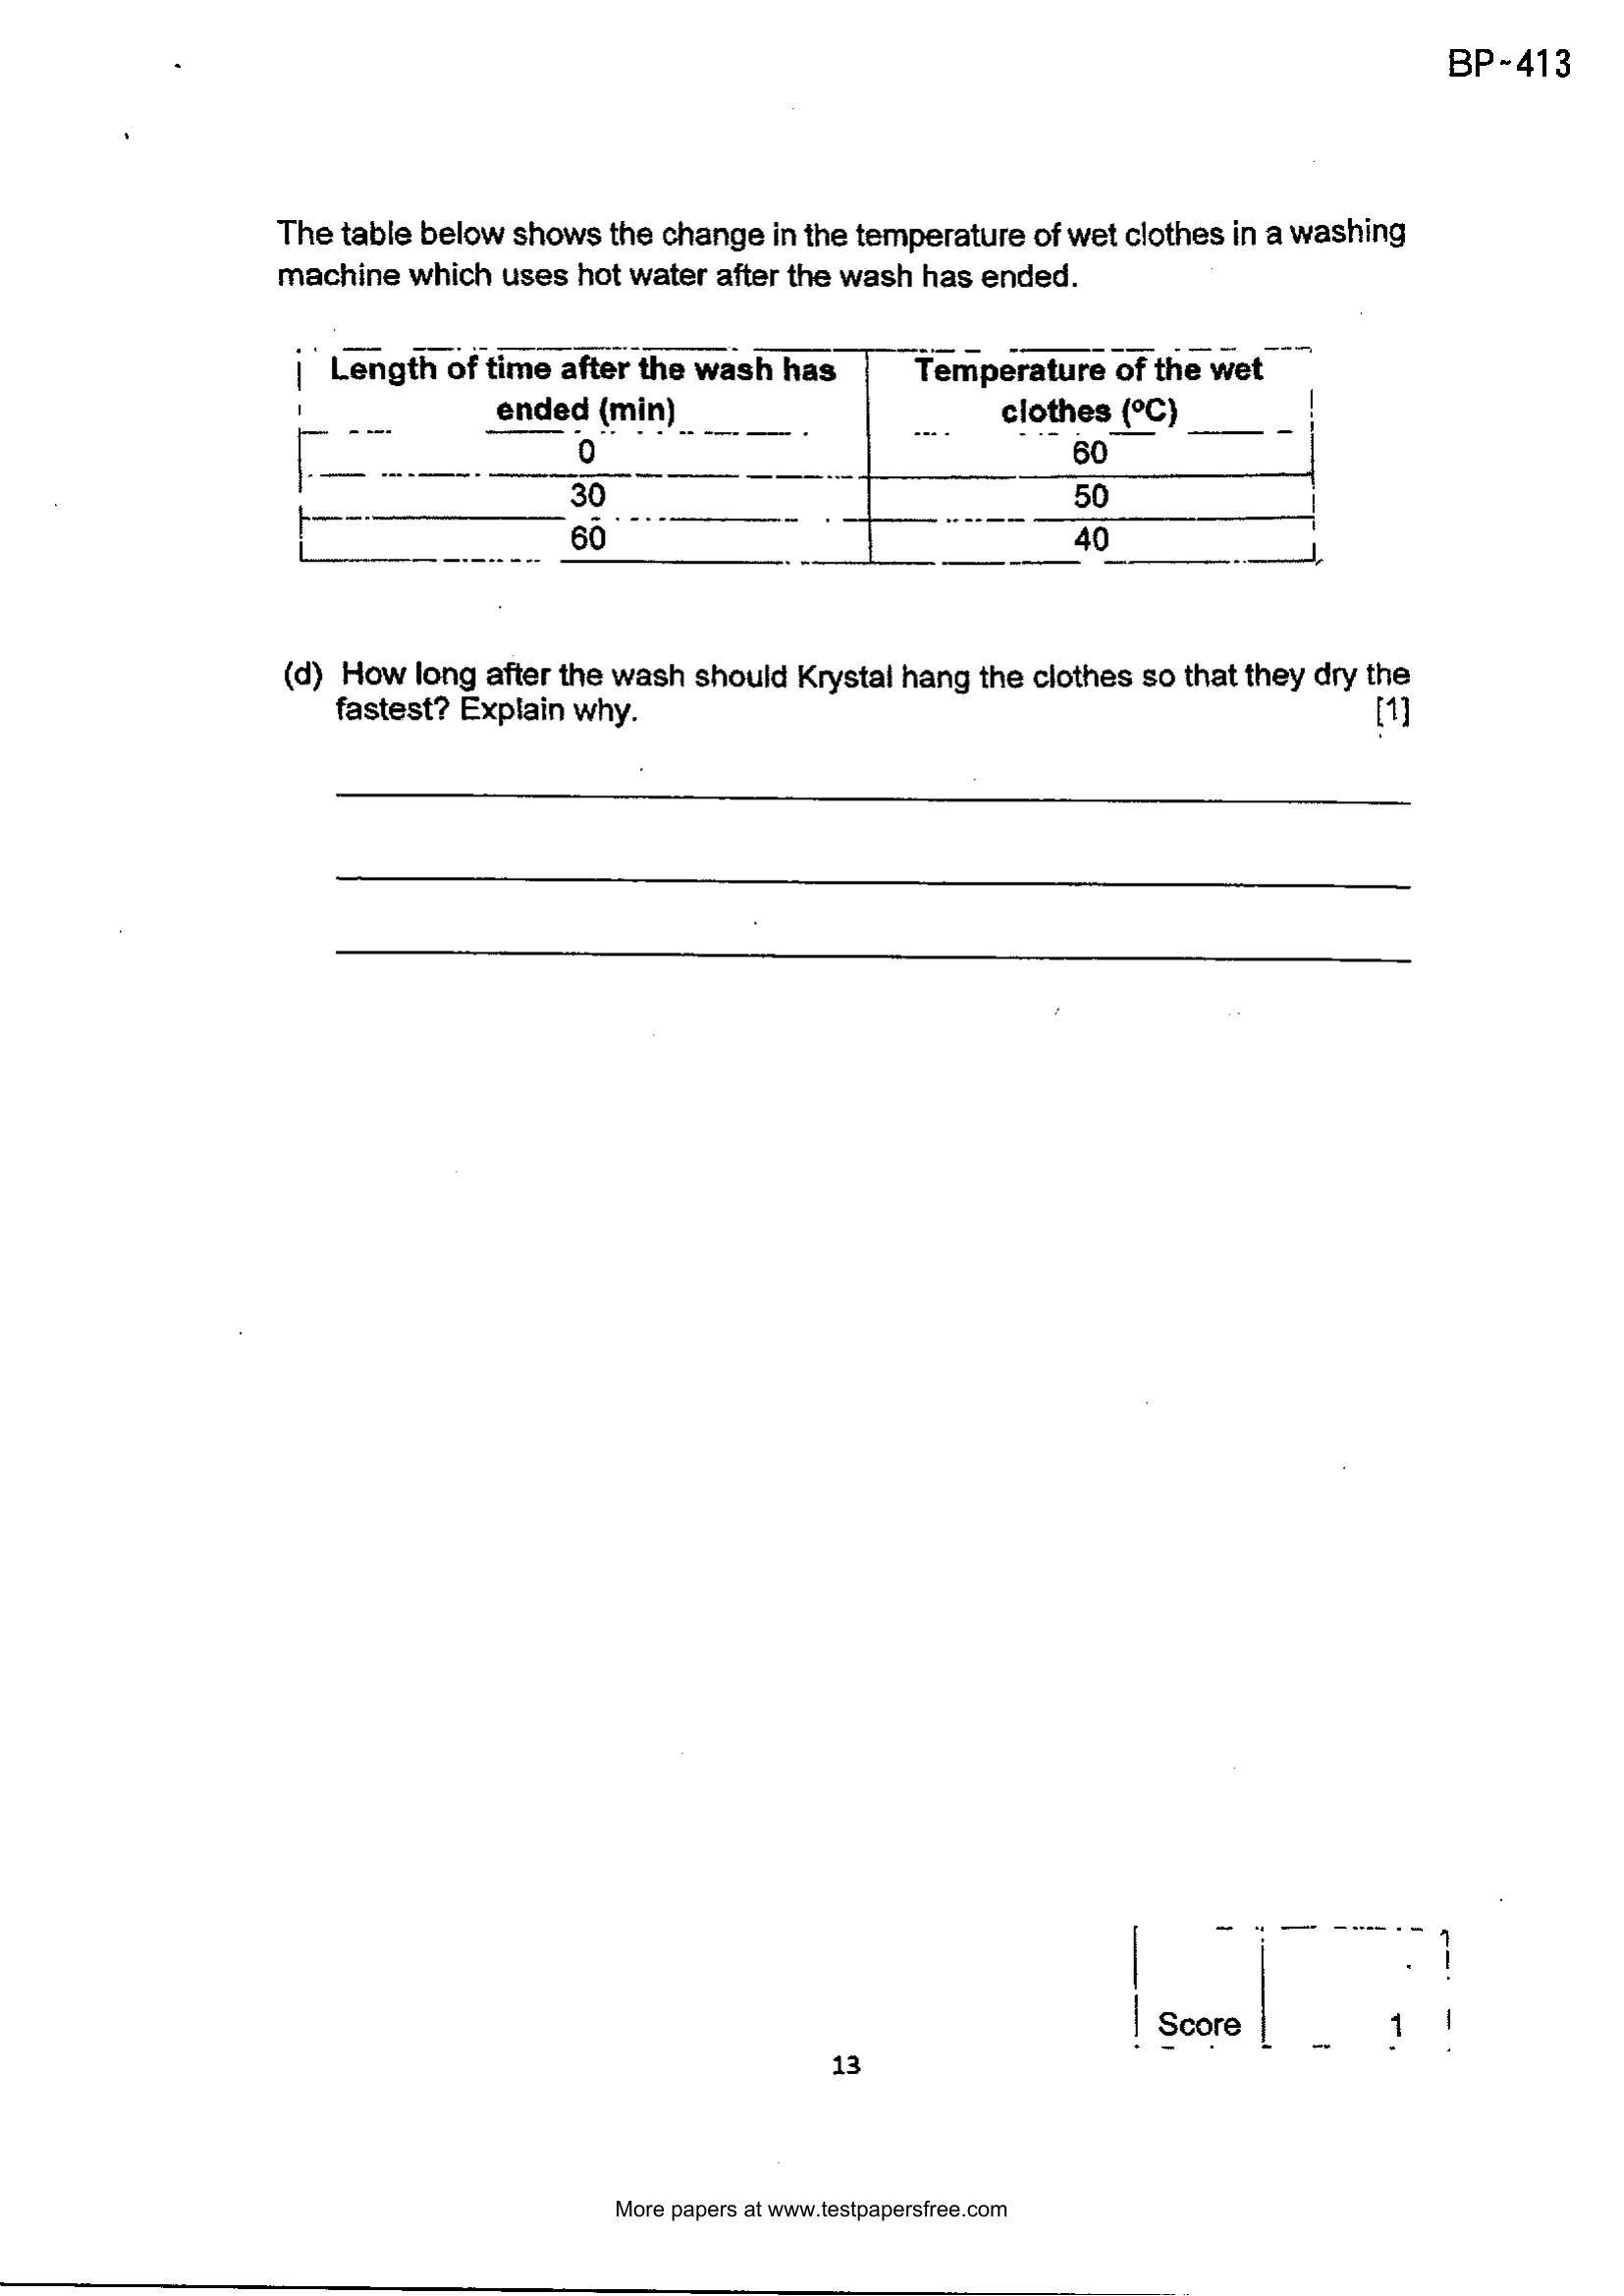 BP~413
The table below shows the change in the temperature of wet clothes in a washing
machine which uses hot water after the wash has ended.
Length of time after the wash has ended (min) Temperature of the wet clothes (ºC)
0 60
30 50
60 40
(d) How long after the wash should Krystal hang the clothes so that they dry the
fastest? Explain why. [1]
Score 1
13
More papers at www.testpapersfree.com